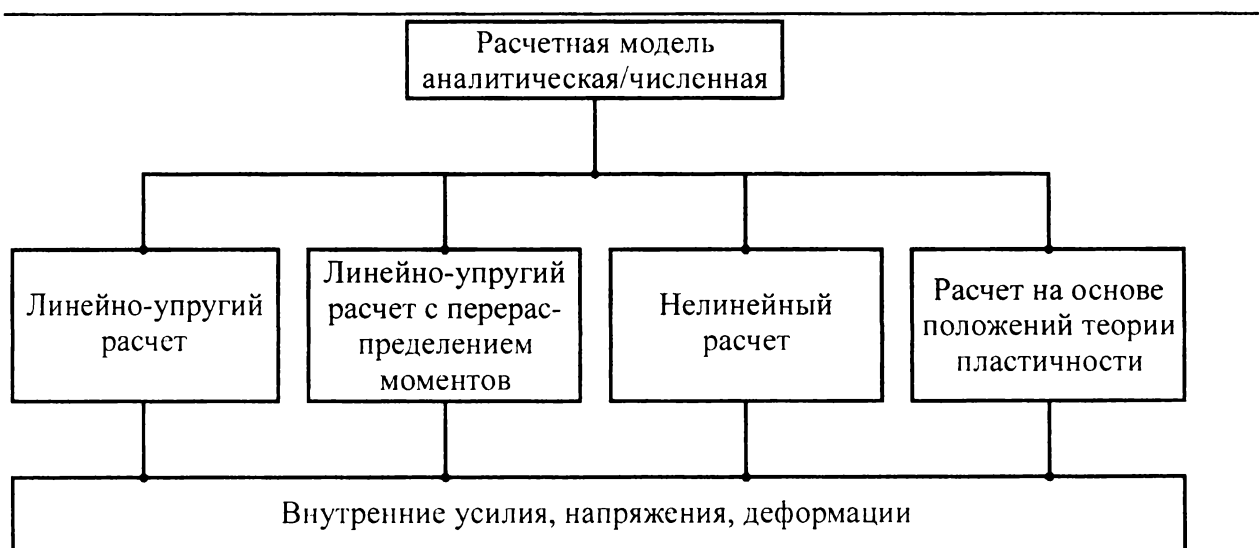 Расчетная модель
аналитическая/численная
Линейно-упругий
расчет
Линейно-упругий
расчет с перерас-
пределением
моментов
Нелинейный
расчет
Расчет на основе
положений теории
пластичности
Внутренние усилия, напряжения, деформации